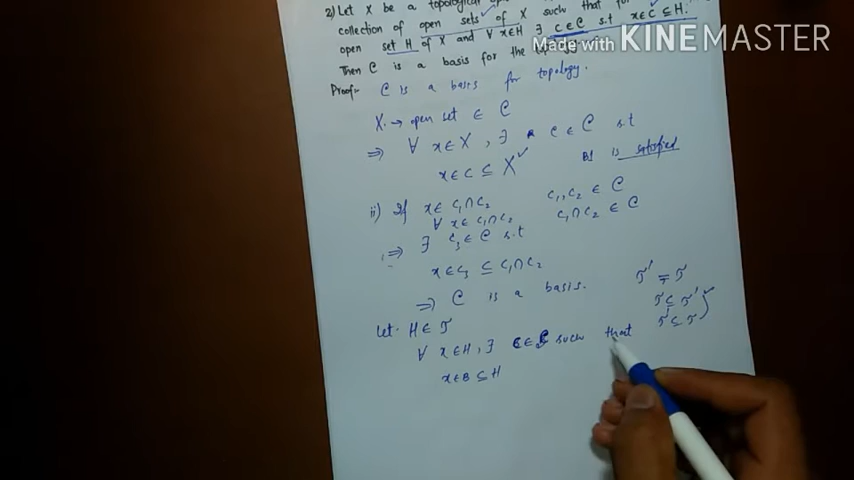 2) Let X be a topological
collection of open sets of X such that for
open set H of X and ∀ x∈H ∃ c∈C s.t x∈C ⊆ H.
Made with KINEMASTER
Then C is a basis for the
Proof:- C is a bases for topology.
X → open set ∈ C
⇒ ∀ x∈X, ∃ c ∈ C s.t
x∈C ⊆ X ✓ B1 is satisfied
ii) If x∈ C₁∩C₂ C₁,C₂ ∈ C
∀ x∈ C₁∩C₂ C₁∩C₂ ∈ C
⇒ ∃ C₃∈C s.t
x∈C₃ ⊆ C₁∩C₂
⇒ C is a basis.
Let H∈ T
∀ x∈H, ∃ C∈C such that
x∈B ⊆ H
T' = T
T ⊆ T'
T' ⊆ T